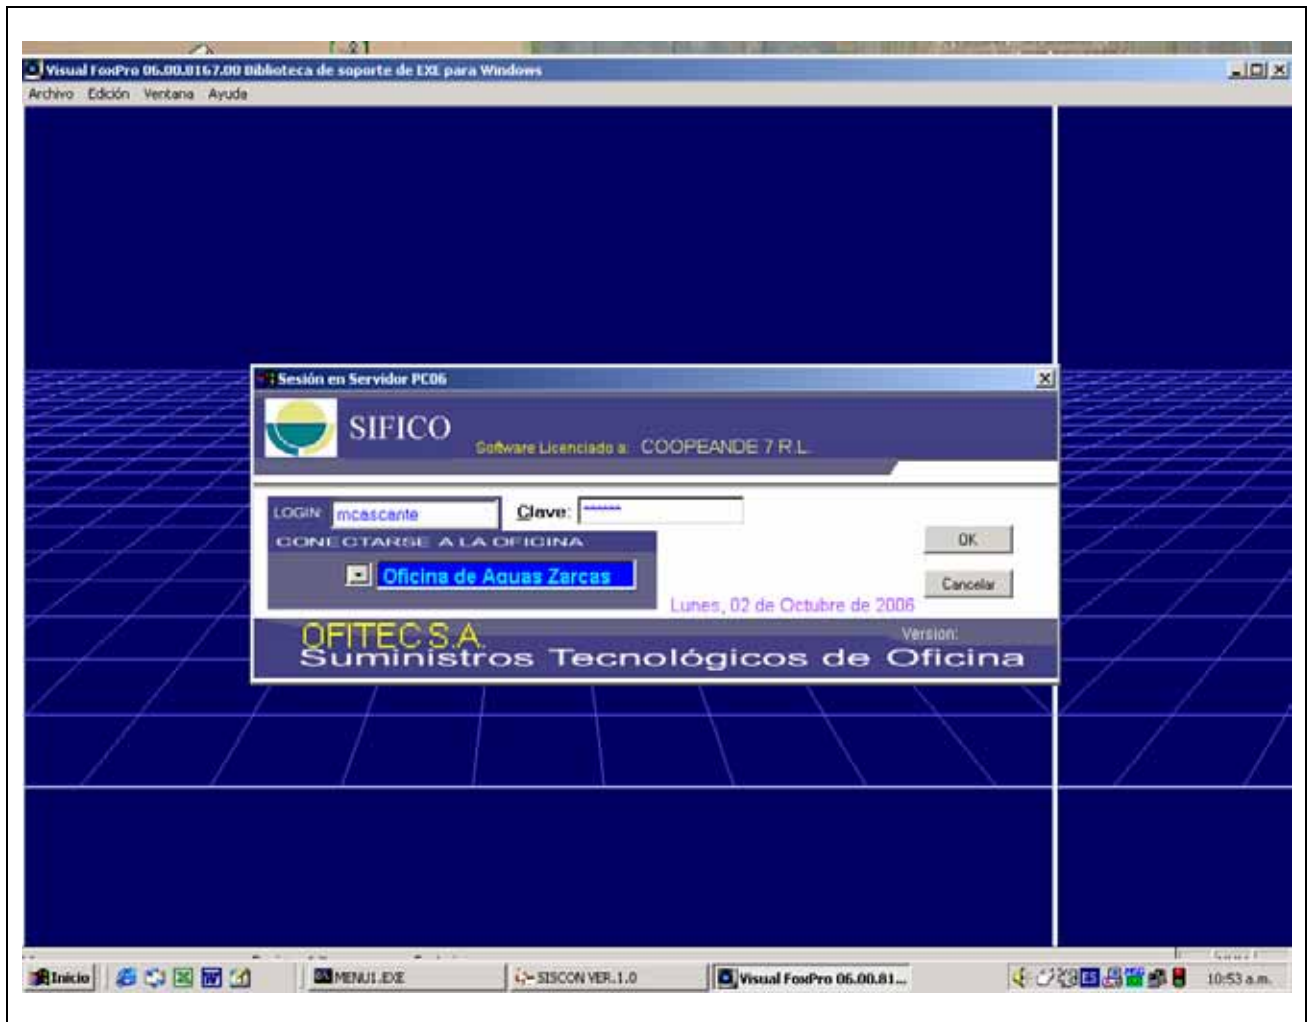 Visual FoxPro 06.00.8167.00 Biblioteca de soporte de EXE para Windows
Archivo Edición Ventana Ayuda
Sesión en Servidor PC06
SIFICO
Software Licenciado a: COOPEANDE 7 R.L.
LOGIN: mcascante Clave: ******
CONECTARSE A LA OFICINA
OK
Oficina de Aguas Zarcas
Cancelar
Lunes, 02 de Octubre de 2006
OFITEC S.A.
Version:
Suministros Tecnológicos de Oficina
Inicio MENU1.EXE SISCON VER.1.0 Visual FoxPro 06.00.81... ES 10:53 a.m.